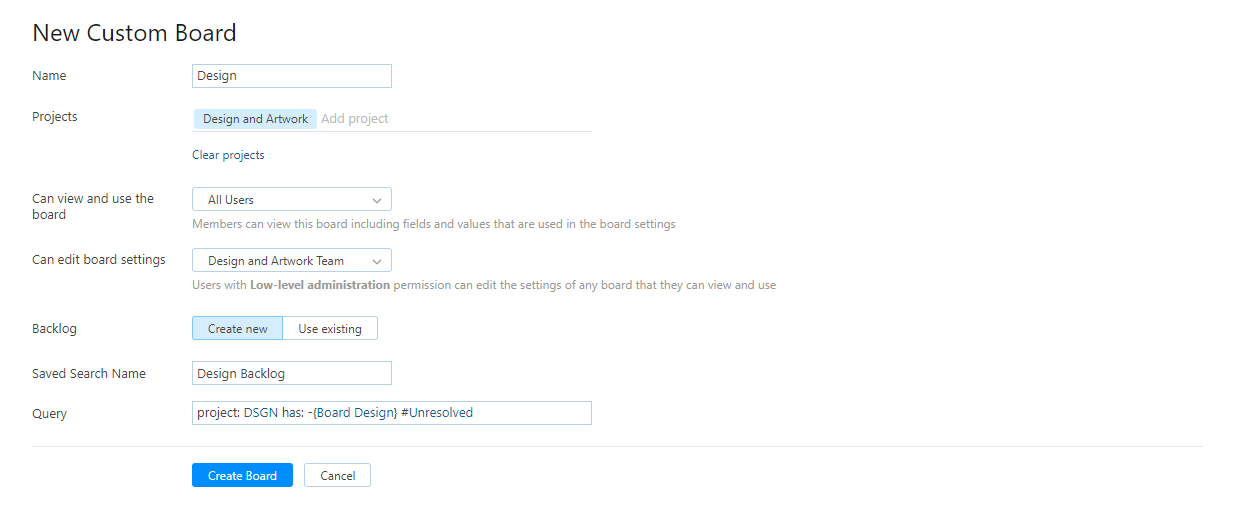 New Custom Board
Name
Design
Projects
Design and Artwork Add project
Clear projects
Can view and use the
board
All Users
Members can view this board including fields and values that are used in the board settings
Can edit board settings
Design and Artwork Team
Users with Low-level administration permission can edit the settings of any board that they can view and use
Backlog
Create new Use existing
Saved Search Name
Design Backlog
Query
project: DSGN has: -{Board Design} #Unresolved
Create Board Cancel